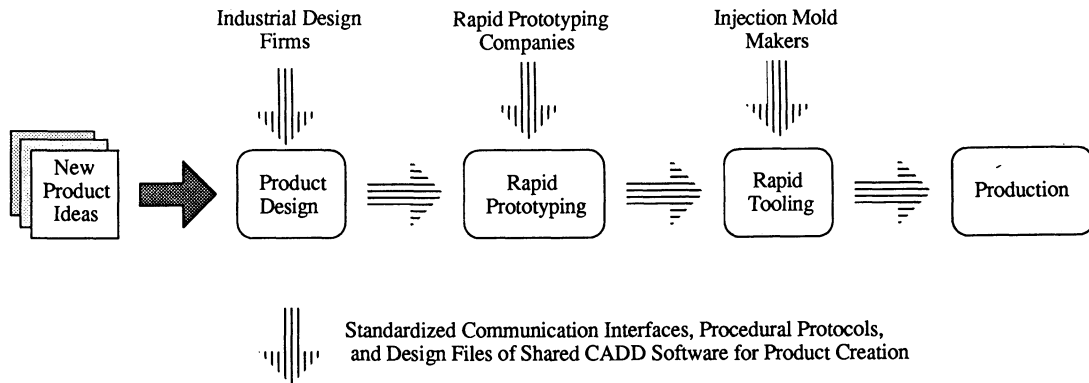 Industrial Design
Firms
Rapid Prototyping
Companies
Injection Mold
Makers
New
Product
Ideas
Product
Design
Rapid
Prototyping
Rapid
Tooling
Production
Standardized Communication Interfaces, Procedural Protocols,
and Design Files of Shared CADD Software for Product Creation